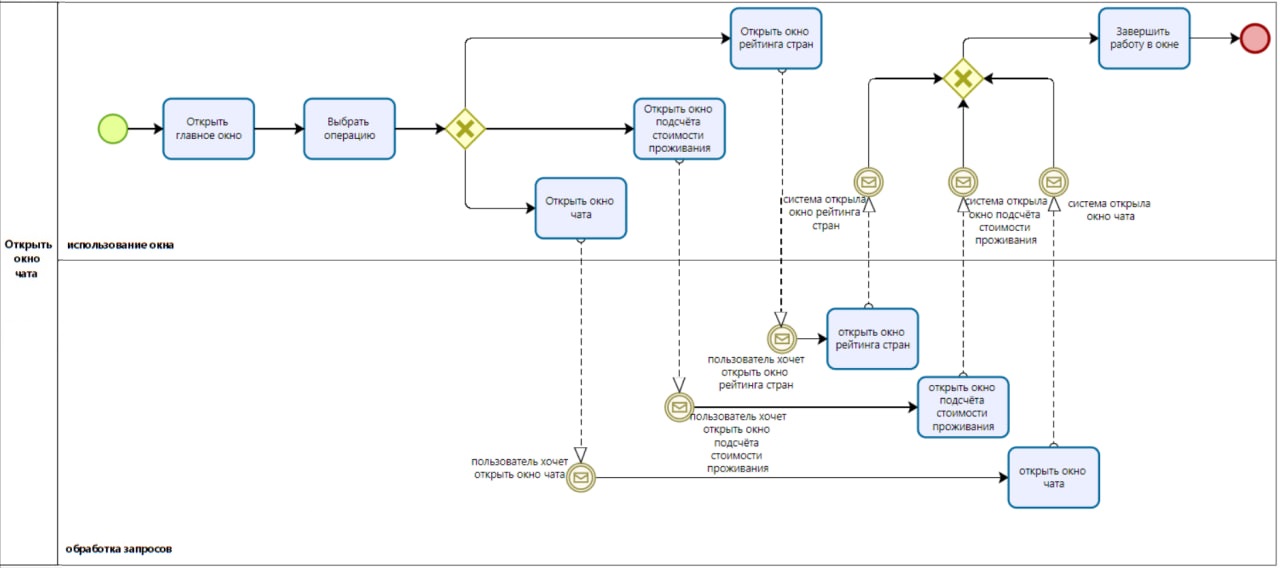 Открыть окно
рейтинга стран
Завершить
работу в окне
Открыть
главное окно
Выбрать
операцию
Открыть окно
подсчёта
стоимости
проживания
Открыть окно
чата
система открыла
окно рейтинга
стран
система открыла
окно подсчёта
стоимости
проживания
система открыла
окно чата
Открыть
окно
чата
использование окна
пользователь хочет
открыть окно
рейтинга стран
открыть окно
рейтинга стран
пользователь хочет
открыть окно
подсчёта
стоимости
проживания
открыть окно
подсчёта
стоимости
проживания
пользователь хочет
открыть окно чата
открыть окно
чата
обработка запросов